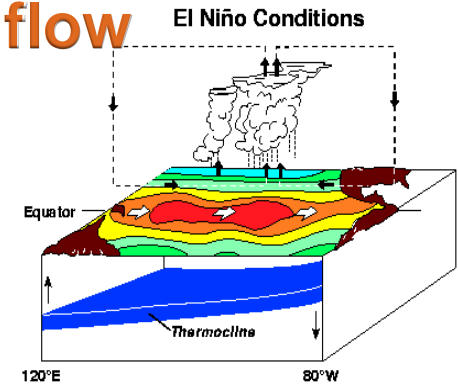 flow
El Niño Conditions
Equator
Thermocline
120°E
80°W